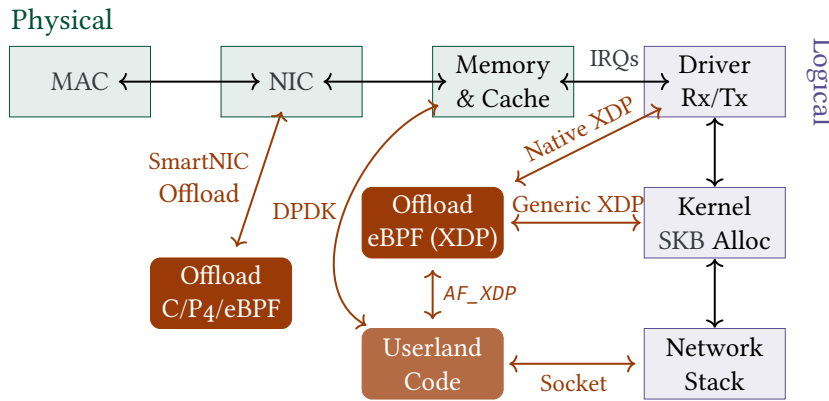 Physical
MAC
NIC
Memory
& Cache
IRQs
Driver
Rx/Tx
Logical
SmartNIC
Offload
DPDK
Native XDP
Offload
eBPF (XDP)
Generic XDP
Kernel
SKB Alloc
Offload
C/P4/eBPF
AF_XDP
Userland
Code
Socket
Network
Stack